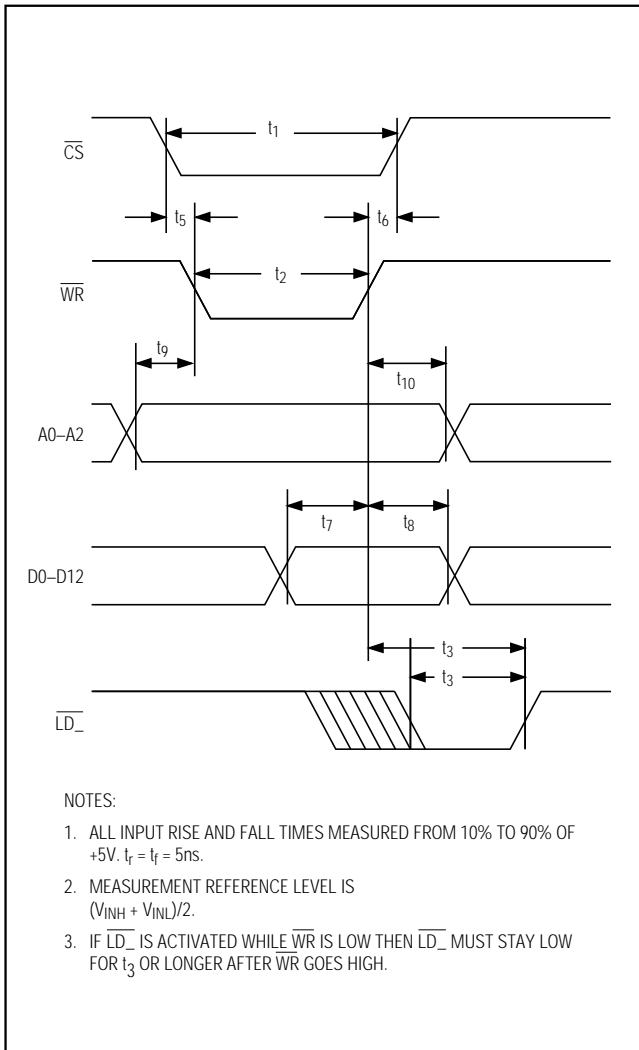 t1
CS
t5
t6
t2
WR
t9
t10
A0–A2
t7
t8
D0–D12
t3
t3
LD_
NOTES:
1. ALL INPUT RISE AND FALL TIMES MEASURED FROM 10% TO 90% OF
+5V. tr = tf = 5ns.
2. MEASUREMENT REFERENCE LEVEL IS
(VINH + VINL)/2.
3. IF LD_ IS ACTIVATED WHILE WR IS LOW THEN LD_ MUST STAY LOW
FOR t3 OR LONGER AFTER WR GOES HIGH.